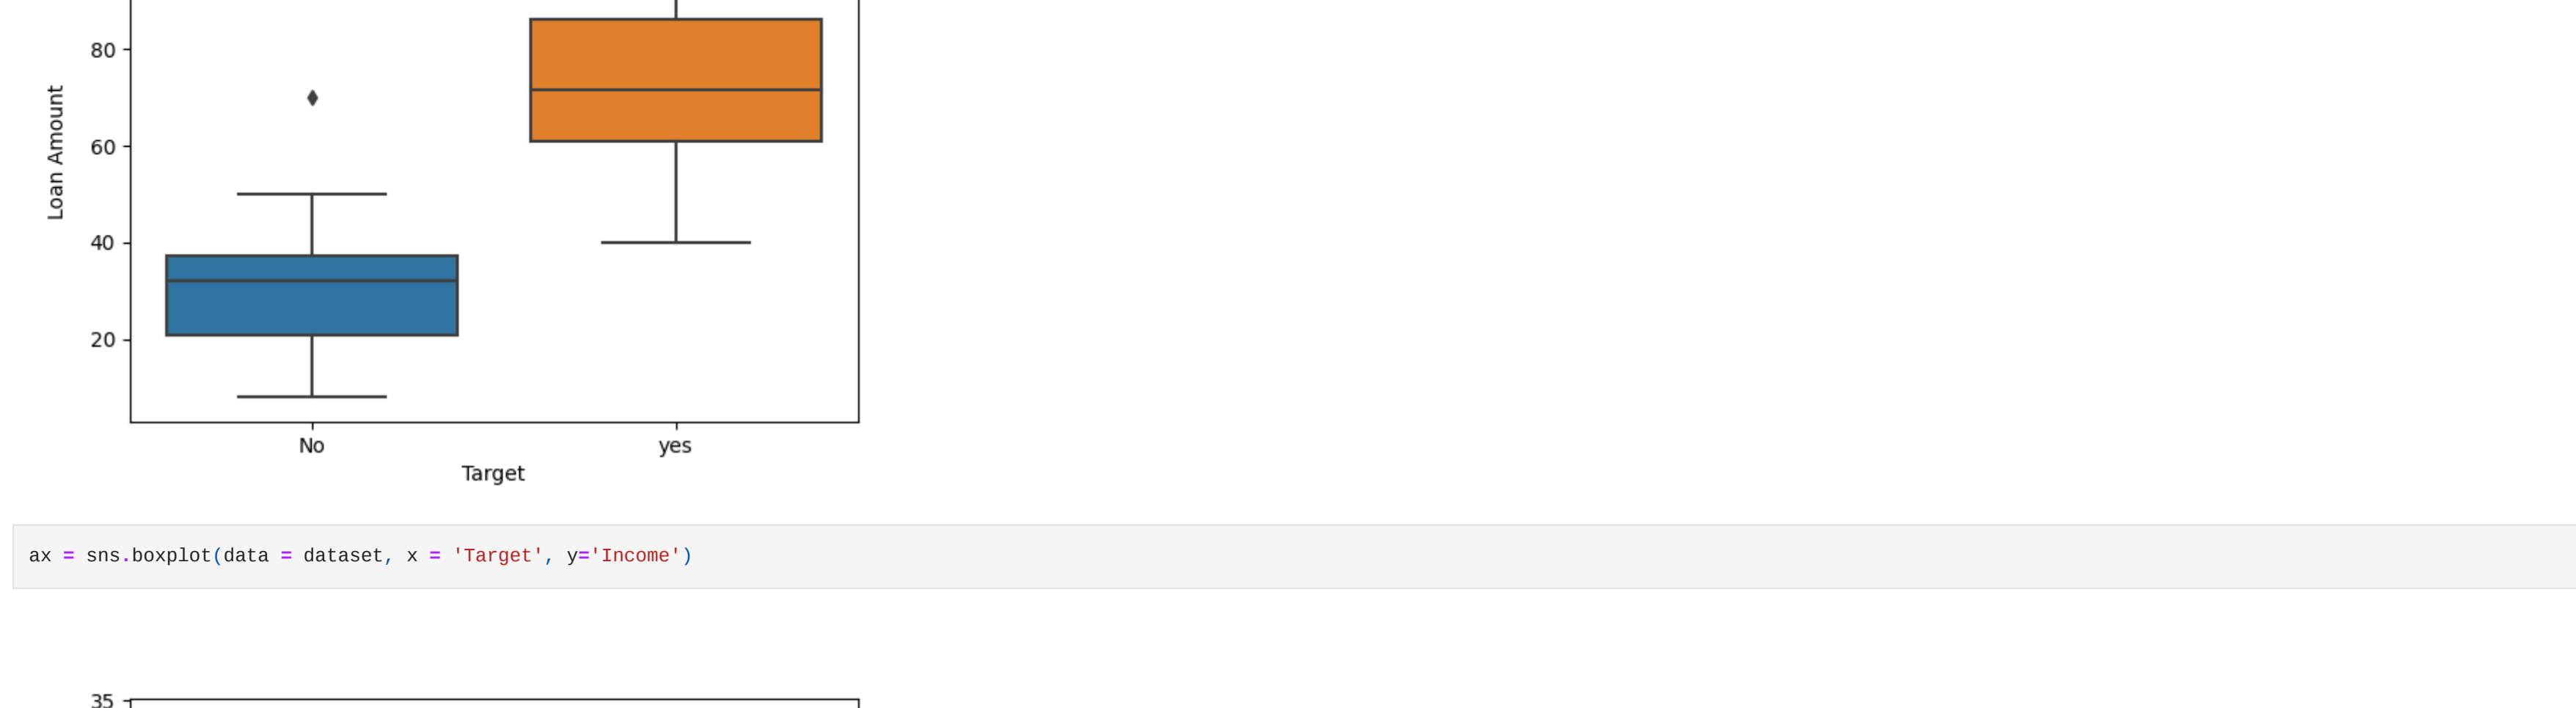 80
60
Loan Amount
40
20
No yes
Target
ax = sns.boxplot(data = dataset, x = 'Target', y='Income')
35